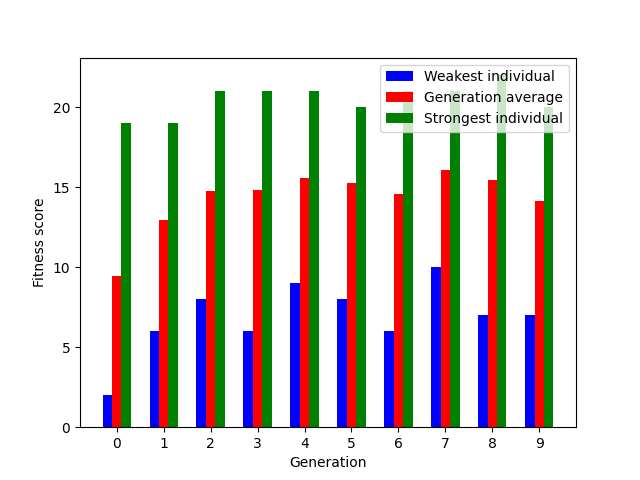 Weakest individual
Generation average
Strongest individual
20
15
10
5
0
Fitness score
0 1 2 3 4 5 6 7 8 9
Generation